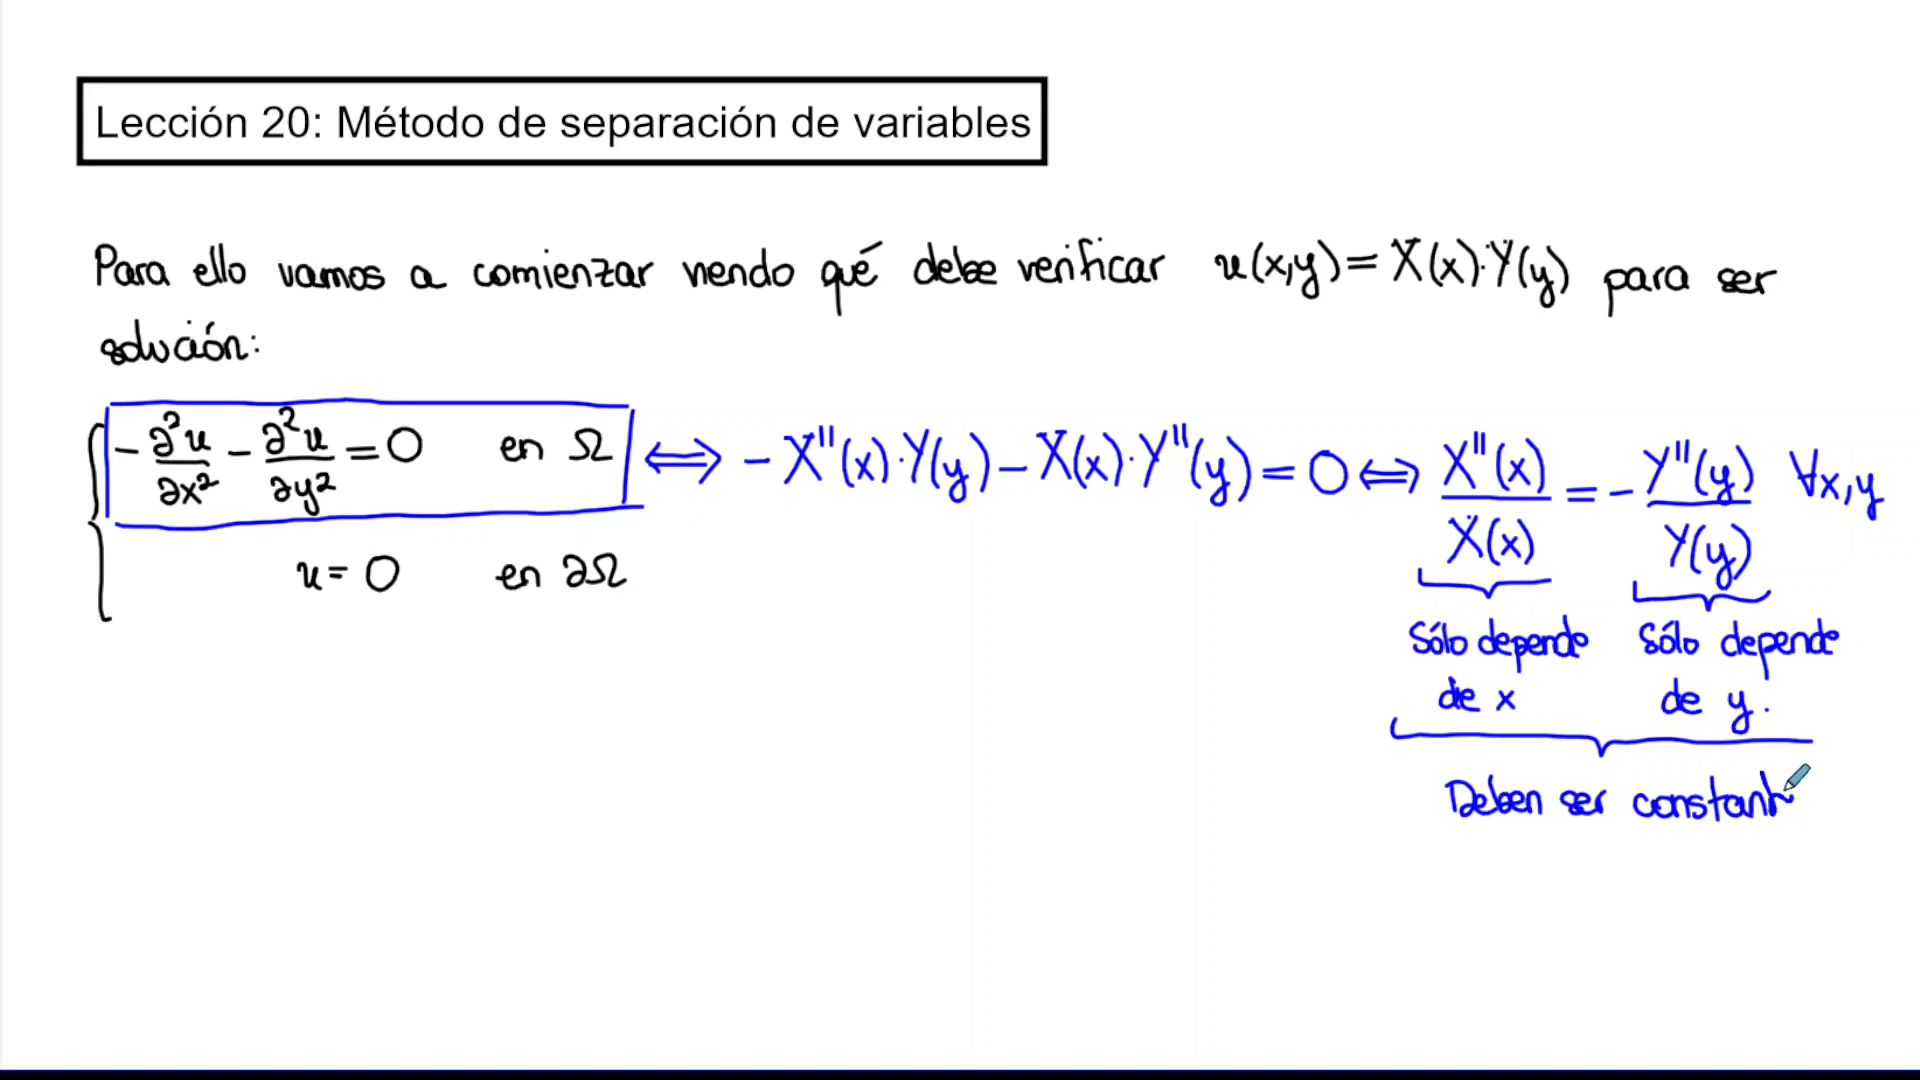 Lección 20: Método de separación de variables
Para ello vamos a comienzar viendo qué debe verificar u(x,y) = X(x)·Y(y) para ser
solución:
-∂²u/∂x² - ∂²u/∂y² = 0 en Ω ⟺ -X''(x)·Y(y) - X(x)·Y''(y) = 0 ⟺ X''(x)/X(x) = -Y''(y)/Y(y) ∀x,y
u = 0 en ∂Ω
Sólo depende Sólo depende
de x de y.
Deben ser constant